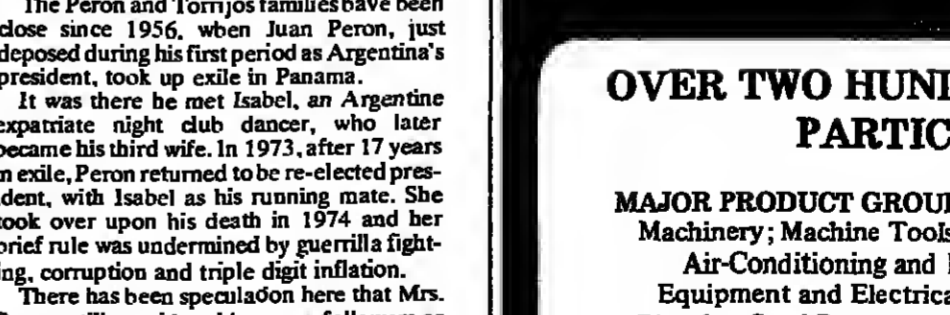 The Peron and Torrijos families have been
close since 1956, when Juan Peron, just
deposed during his first period as Argentina's
president, took up exile in Panama.
It was there he met Isabel, an Argentine
expatriate night club dancer, who later
became his third wife. In 1973, after 17 years
in exile, Peron returned to be re-elected pres-
ident, with Isabel as his running mate. She
took over upon his death in 1974 and her
brief rule was undermined by guerrilla fight-
ing, corruption and triple digit inflation.
There has been speculation here that Mrs.
OVER TWO HUN
PARTIC
MAJOR PRODUCT GROU
Machinery; Machine Tools
Air-Conditioning and
Equipment and Electrica